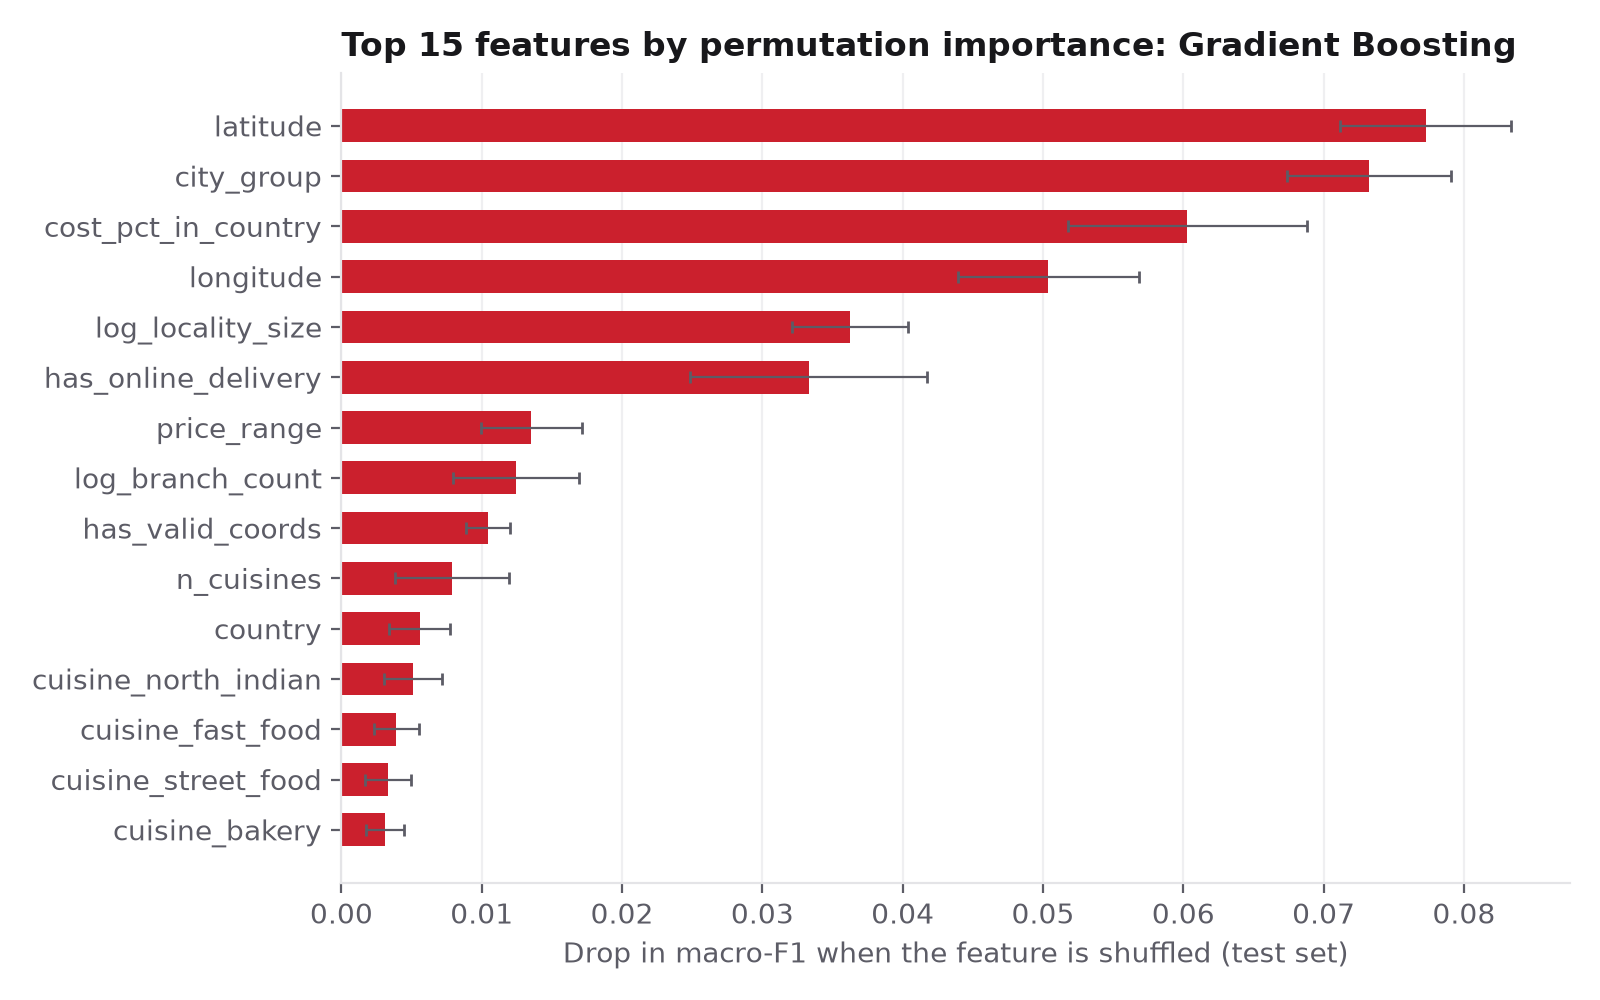 Top 15 features by permutation importance: Gradient Boosting
latitude
city_group
cost_pct_in_country
longitude
log_locality_size
has_online_delivery
price_range
log_branch_count
has_valid_coords
n_cuisines
country
cuisine_north_indian
cuisine_fast_food
cuisine_street_food
cuisine_bakery
0.00 0.01 0.02 0.03 0.04 0.05 0.06 0.07 0.08
Drop in macro-F1 when the feature is shuffled (test set)